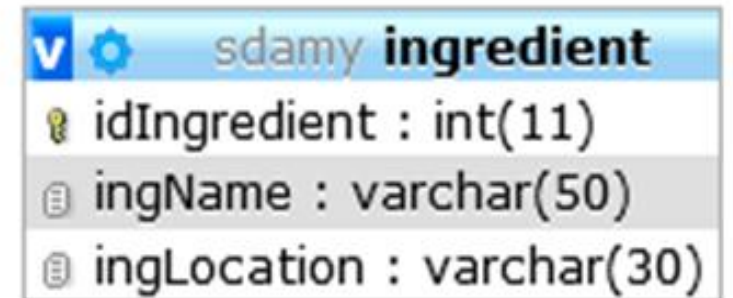 v sdamy ingredient
idIngredient : int(11)
ingName : varchar(50)
ingLocation : varchar(30)